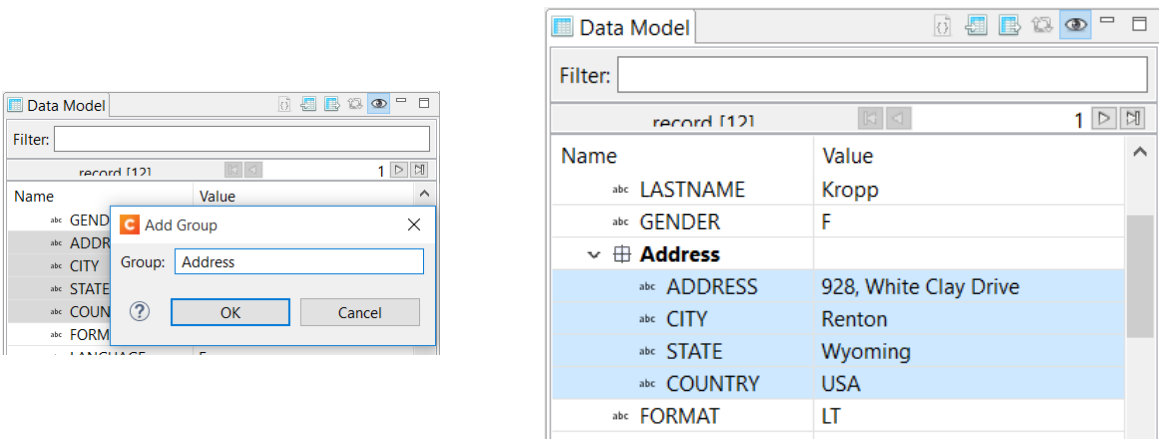 Data Model
Filter:
record [12] 1
Name Value
abc GEND
abc ADDR
abc CITY
abc STATE
abc COUN
abc FORM
abc LANGUAGE
C Add Group
Group: Address
? OK Cancel
Data Model
Filter:
record [12] 1
Name Value
abc LASTNAME Kropp
abc GENDER F
Address
abc ADDRESS 928, White Clay Drive
abc CITY Renton
abc STATE Wyoming
abc COUNTRY USA
abc FORMAT LT